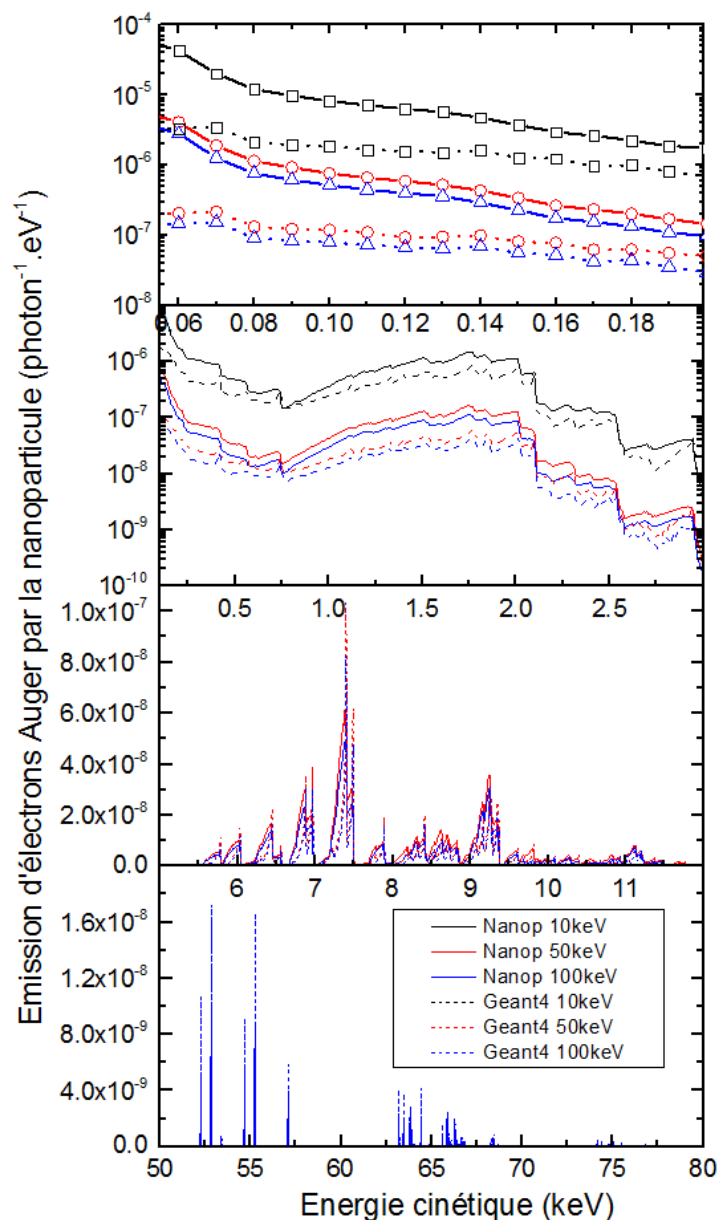 Emission d'électrons Auger par la nanoparticule (photon⁻¹.eV⁻¹)
10⁻⁴
10⁻⁵
10⁻⁶
10⁻⁷
10⁻⁸
0.06 0.08 0.10 0.12 0.14 0.16 0.18
10⁻⁶
10⁻⁷
10⁻⁸
10⁻⁹
10⁻¹⁰
0.5 1.0 1.5 2.0 2.5
1.0x10⁻⁷
8.0x10⁻⁸
6.0x10⁻⁸
4.0x10⁻⁸
2.0x10⁻⁸
0.0
6 7 8 9 10 11
1.6x10⁻⁸
1.2x10⁻⁸
8.0x10⁻⁹
4.0x10⁻⁹
0.0
Nanop 10keV
Nanop 50keV
Nanop 100keV
Geant4 10keV
Geant4 50keV
Geant4 100keV
50 55 60 65 70 75 80
Energie cinétique (keV)